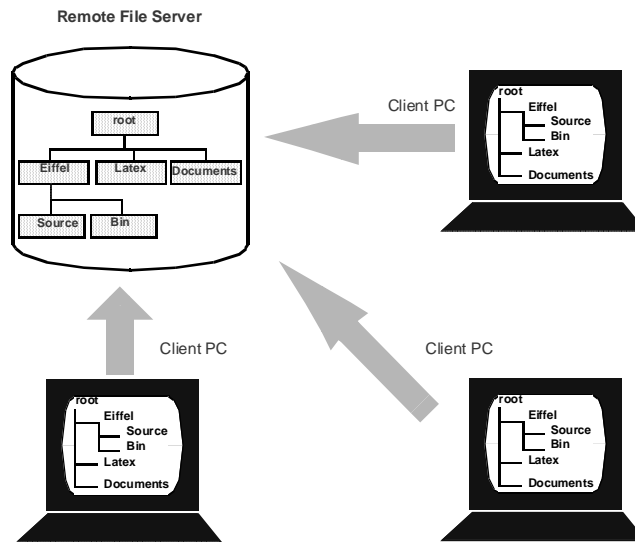 Remote File Server
root
Eiffel Latex Documents
Source Bin
Client PC
root
Eiffel
Source
Bin
Latex
Documents
Client PC
root
Eiffel
Source
Bin
Latex
Documents
Client PC
root
Eiffel
Source
Bin
Latex
Documents